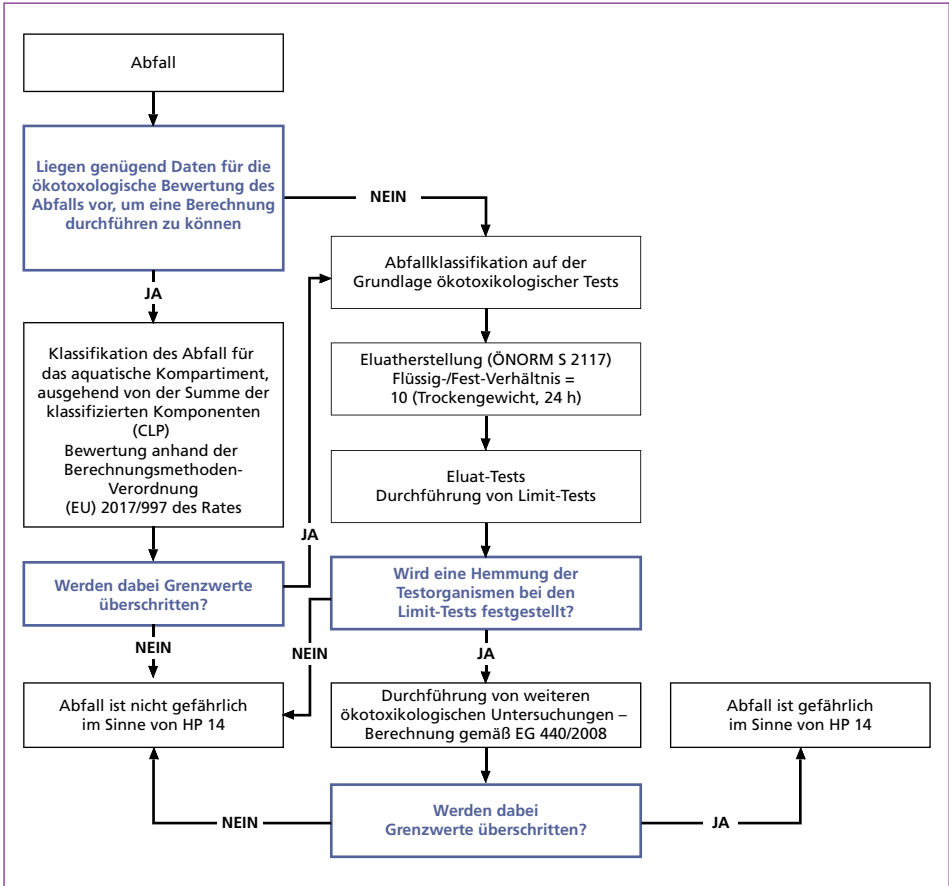 Abfall
Liegen genügend Daten für die
ökotoxologische Bewertung des
Abfalls vor, um eine Berechnung
durchführen zu können
NEIN
JA
Abfallklassifikation auf der
Grundlage ökotoxikologischer Tests
Klassifikation des Abfall für
das aquatische Kompartiment,
ausgehend von der Summe der
klassifizierten Komponenten
(CLP)
Bewertung anhand der
Berechnungsmethoden-
Verordnung
(EU) 2017/997 des Rates
Eluatherstellung (ÖNORM S 2117)
Flüssig-/Fest-Verhältnis =
10 (Trockengewicht, 24 h)
Eluat-Tests
Durchführung von Limit-Tests
JA
Werden dabei Grenzwerte
überschritten?
Wird eine Hemmung der
Testorganismen bei den
Limit-Tests festgestellt?
NEIN
NEIN
JA
Abfall ist nicht gefährlich
im Sinne von HP 14
Durchführung von weiteren
ökotoxikologischen Untersuchungen –
Berechnung gemäß EG 440/2008
Abfall ist gefährlich
im Sinne von HP 14
NEIN
Werden dabei
Grenzwerte überschritten?
JA